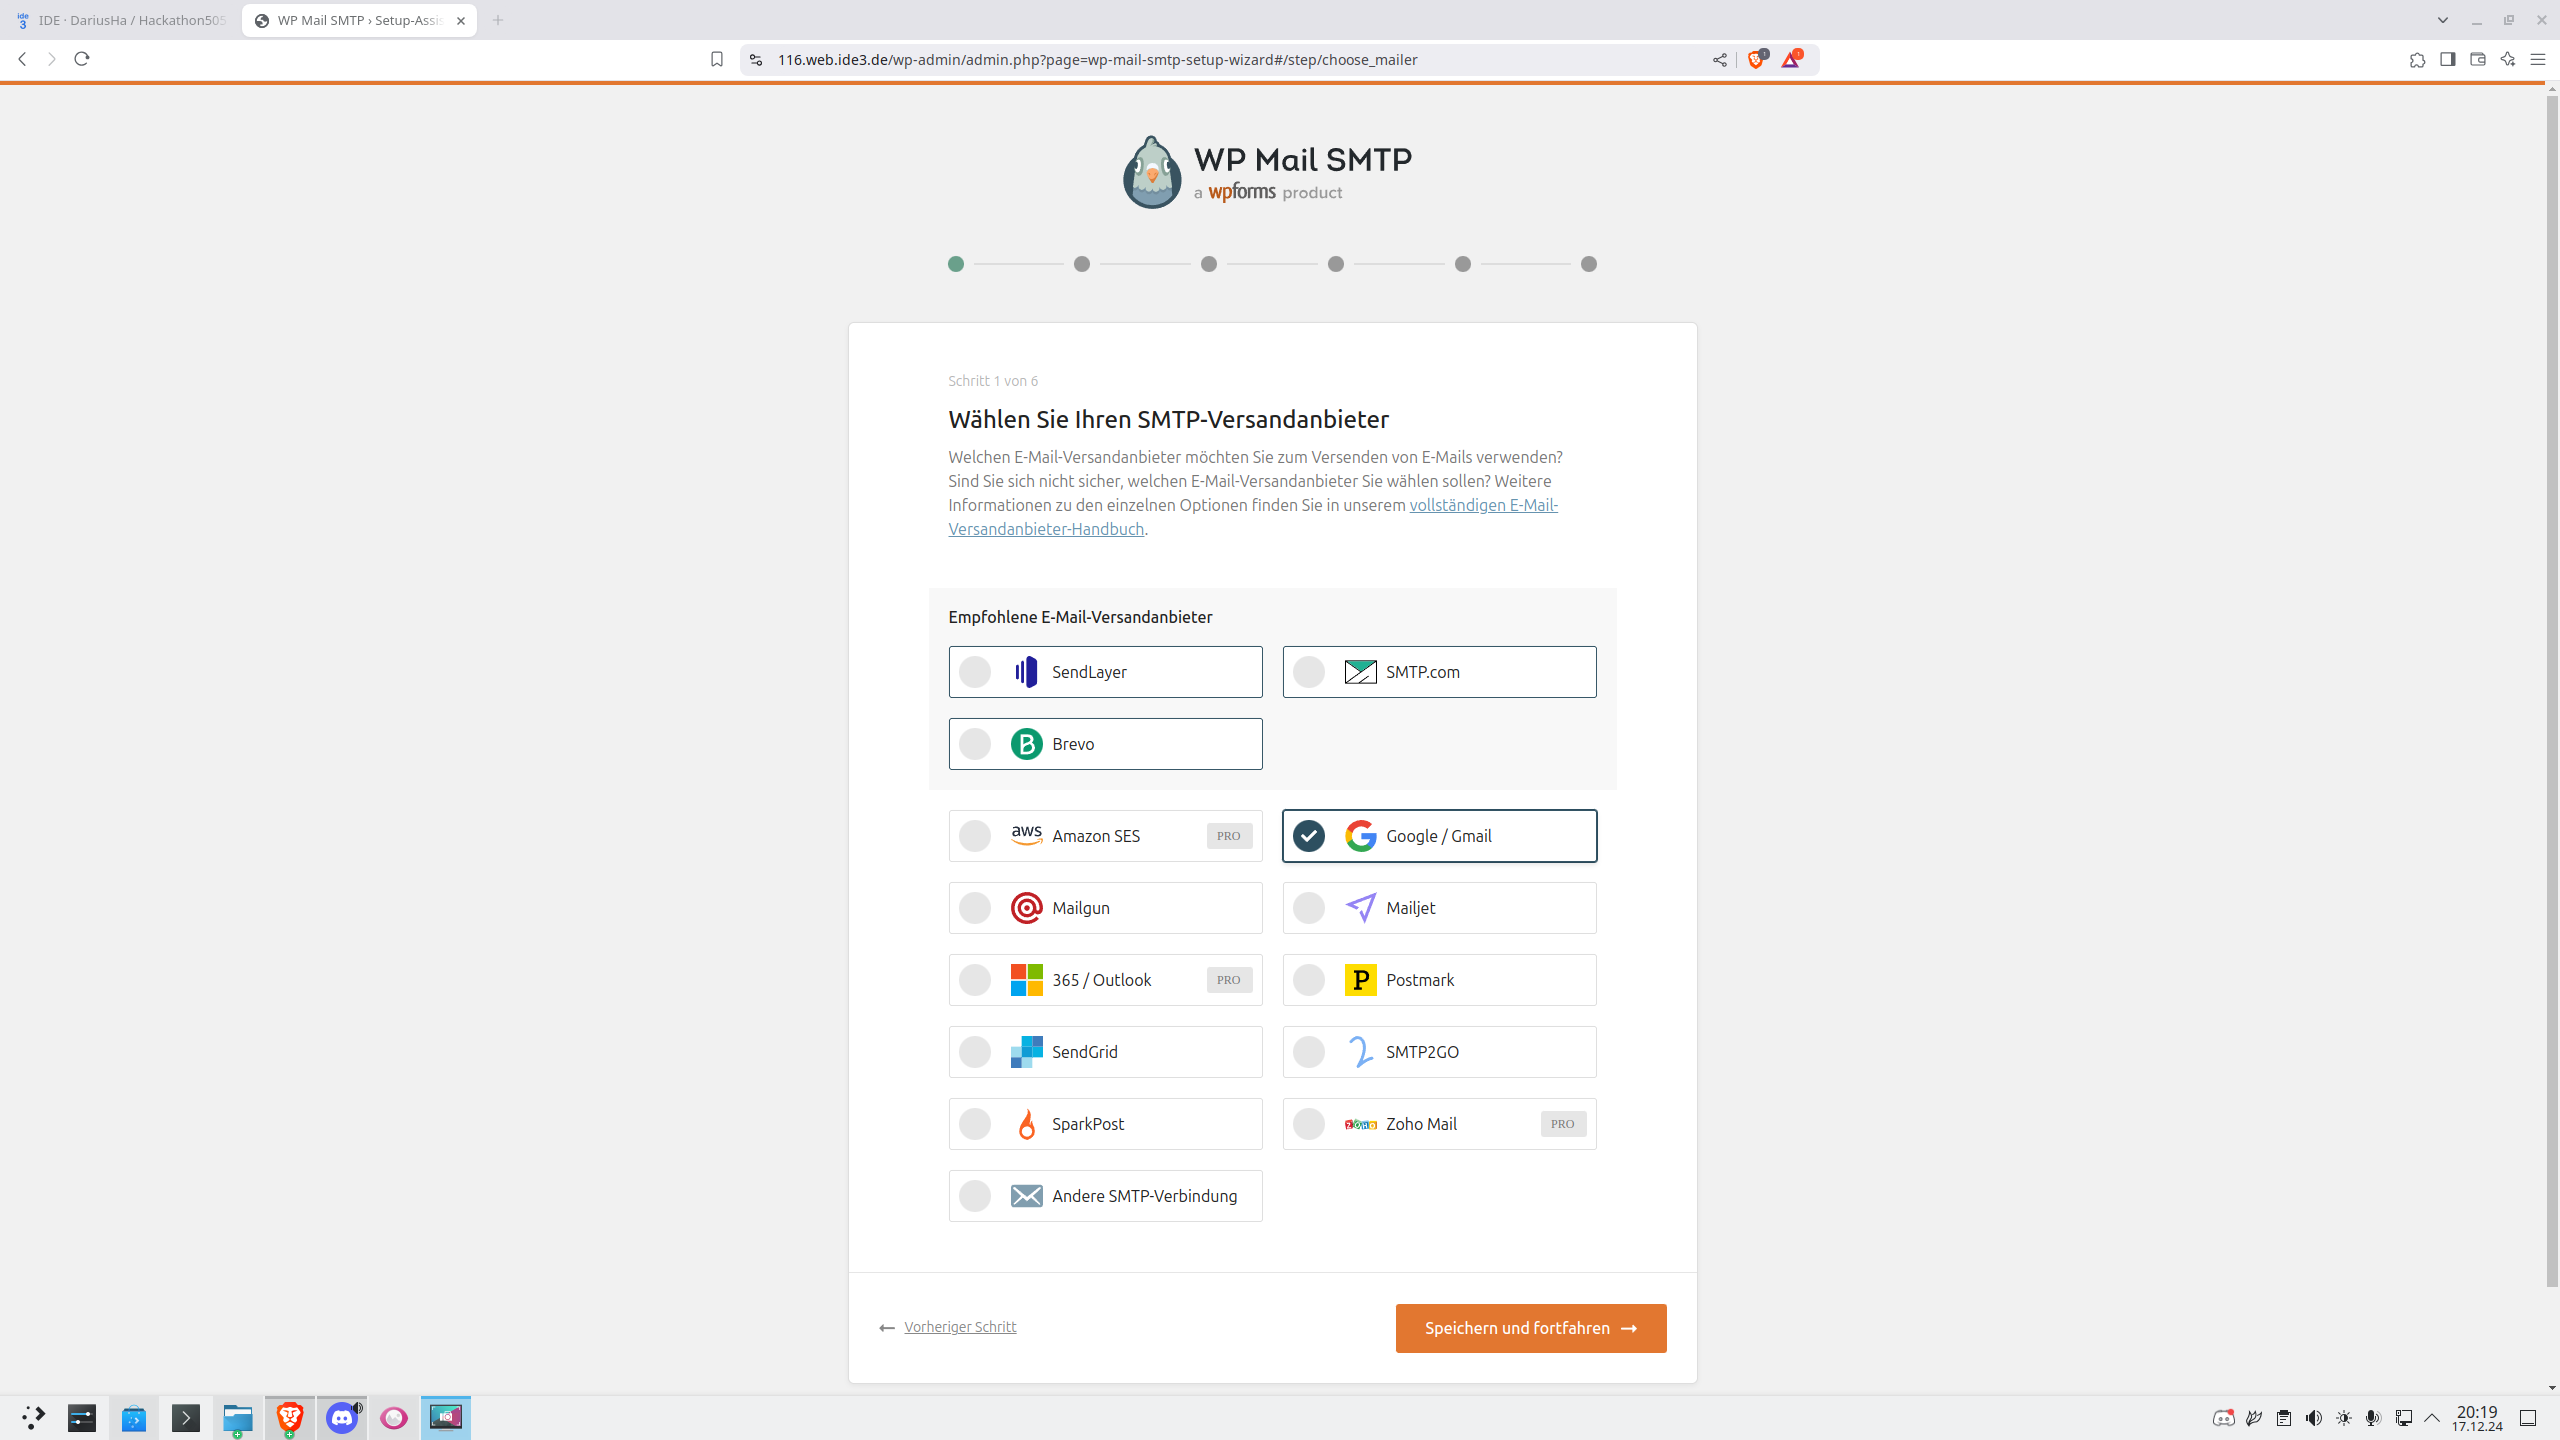 IDE · DariusHa / Hackathon505
WP Mail SMTP › Setup-Assis
116.web.ide3.de/wp-admin/admin.php?page=wp-mail-smtp-setup-wizard#/step/choose_mailer
WP Mail SMTP
a wpforms product
Schritt 1 von 6
Wählen Sie Ihren SMTP-Versandanbieter
Welchen E-Mail-Versandanbieter möchten Sie zum Versenden von E-Mails verwenden?
Sind Sie sich nicht sicher, welchen E-Mail-Versandanbieter Sie wählen sollen? Weitere
Informationen zu den einzelnen Optionen finden Sie in unserem vollständigen E-Mail-
Versandanbieter-Handbuch.
Empfohlene E-Mail-Versandanbieter
SendLayer
SMTP.com
Brevo
aws Amazon SES PRO
Google / Gmail
Mailgun
Mailjet
365 / Outlook PRO
Postmark
SendGrid
SMTP2GO
SparkPost
ZOHO Zoho Mail PRO
Andere SMTP-Verbindung
Vorheriger Schritt
Speichern und fortfahren
20:19
17.12.24